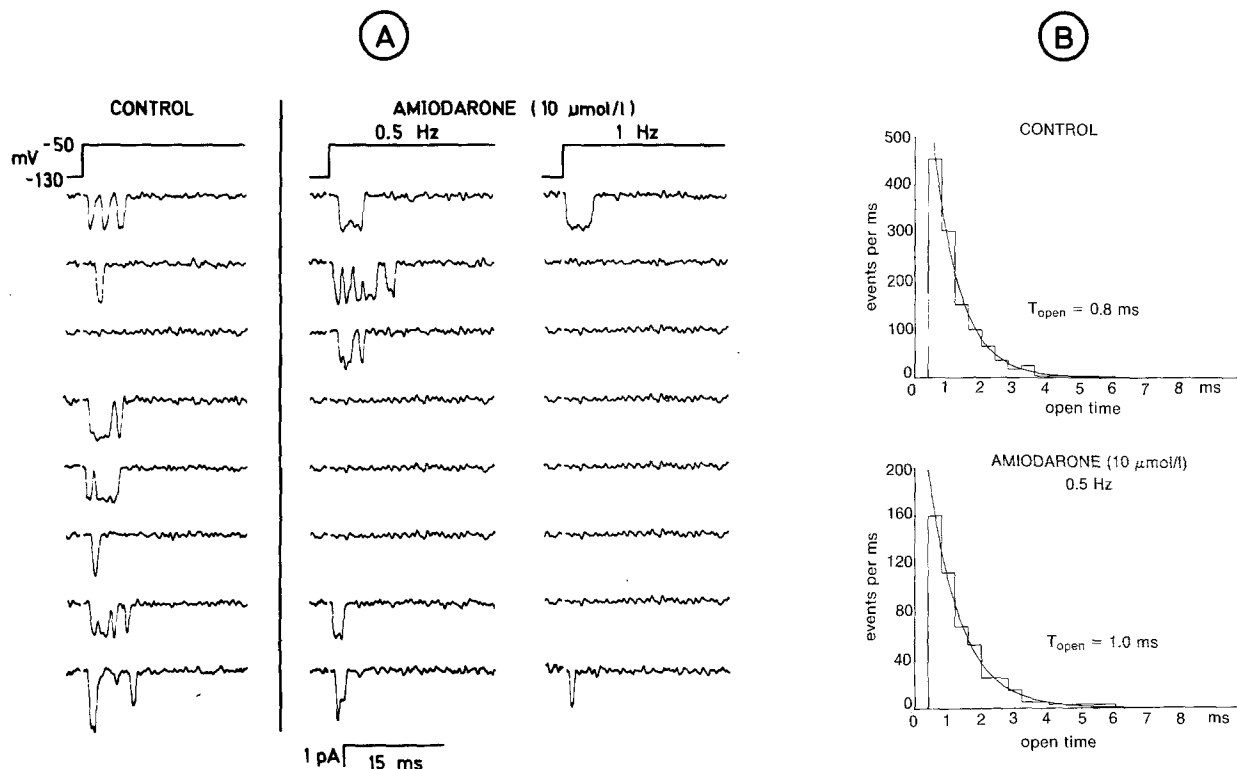 A
CONTROL
AMIODARONE (10 μmol/l)
0.5 Hz
1 Hz
mV
-50
-130
1 pA
15 ms
B
CONTROL
500
400
300
200
100
0
events per ms
Topen = 0.8 ms
0 1 2 3 4 5 6 7 8 ms
open time
AMIODARONE (10 μmol/l)
0.5 Hz
200
160
120
80
40
0
events per ms
Topen = 1.0 ms
0 1 2 3 4 5 6 7 8 ms
open time